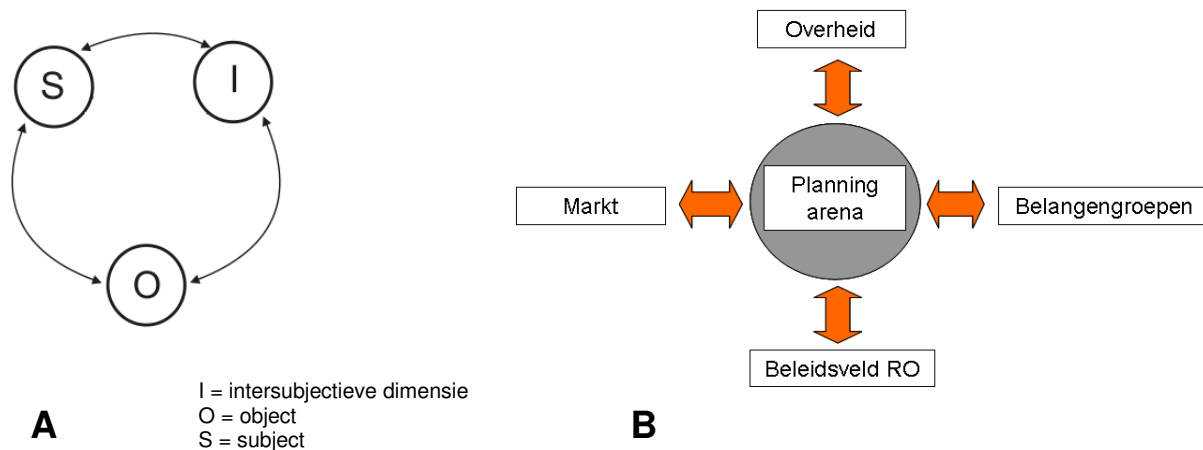 S
I
O
I = intersubjectieve dimensie
O = object
S = subject
A
Overheid
Markt
Planning
arena
Belangengroepen
Beleidsveld RO
B